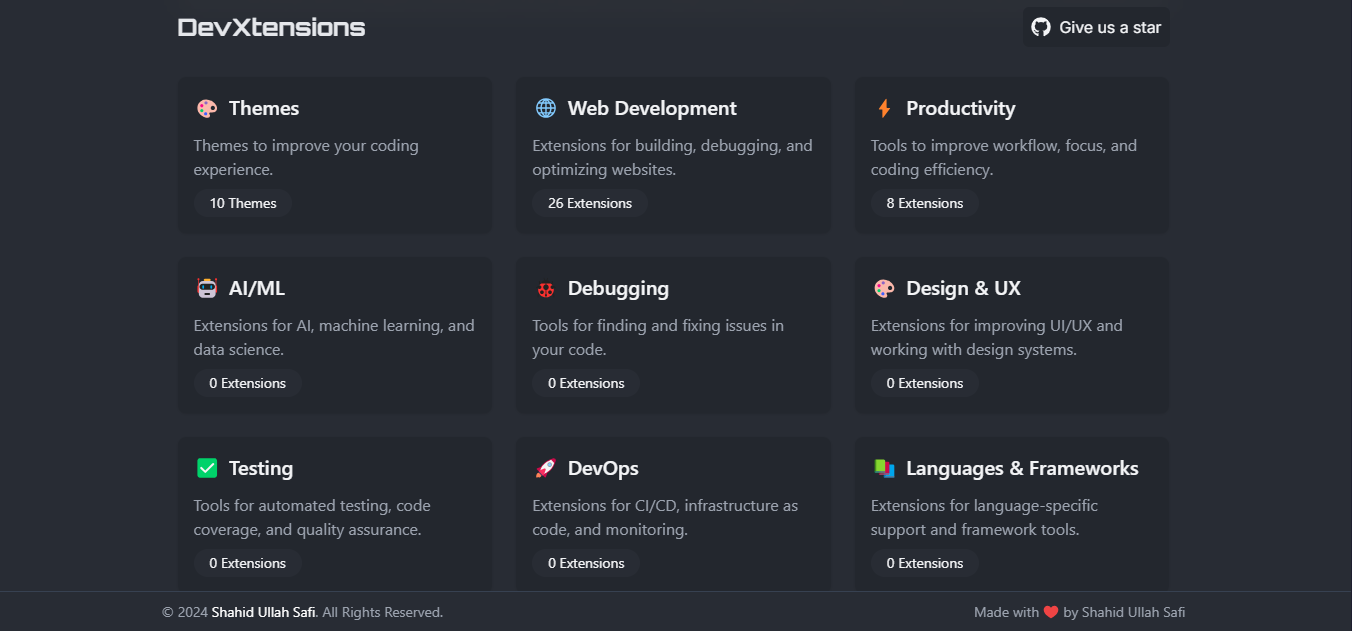 DevXtensions
Give us a star
Themes
Themes to improve your coding
experience.
10 Themes
Web Development
Extensions for building, debugging, and
optimizing websites.
26 Extensions
Productivity
Tools to improve workflow, focus, and
coding efficiency.
8 Extensions
AI/ML
Extensions for AI, machine learning, and
data science.
0 Extensions
Debugging
Tools for finding and fixing issues in
your code.
0 Extensions
Design & UX
Extensions for improving UI/UX and
working with design systems.
0 Extensions
Testing
Tools for automated testing, code
coverage, and quality assurance.
0 Extensions
DevOps
Extensions for CI/CD, infrastructure as
code, and monitoring.
0 Extensions
Languages & Frameworks
Extensions for language-specific
support and framework tools.
0 Extensions
© 2024 Shahid Ullah Safi. All Rights Reserved.
Made with ❤️ by Shahid Ullah Safi